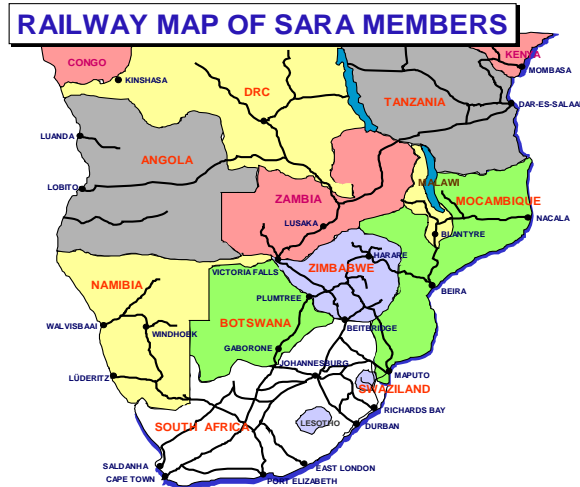 RAILWAY MAP OF SARA MEMBERS
CONGO
KENYA
KINSHASA
MOMBASA
DRC
TANZANIA
DAR-ES-SALAA
LUANDA
ANGOLA
MALAWI
LOBITO
ZAMBIA
MOCAMBIQUE
LUSAKA
NACALA
BLANTYRE
HARARE
VICTORIA FALLS
ZIMBABWE
NAMIBIA
BEIRA
PLUMTREE
WALVISBAAI
WINDHOEK
BOTSWANA
BEITBRIDGE
GABORONE
JOHANNESBURG
LÜDERITZ
MAPUTO
SWAZILAND
RICHARDS BAY
SOUTH AFRICA
LESOTHO
DURBAN
SALDANHA
EAST LONDON
CAPE TOWN
PORT ELIZABETH